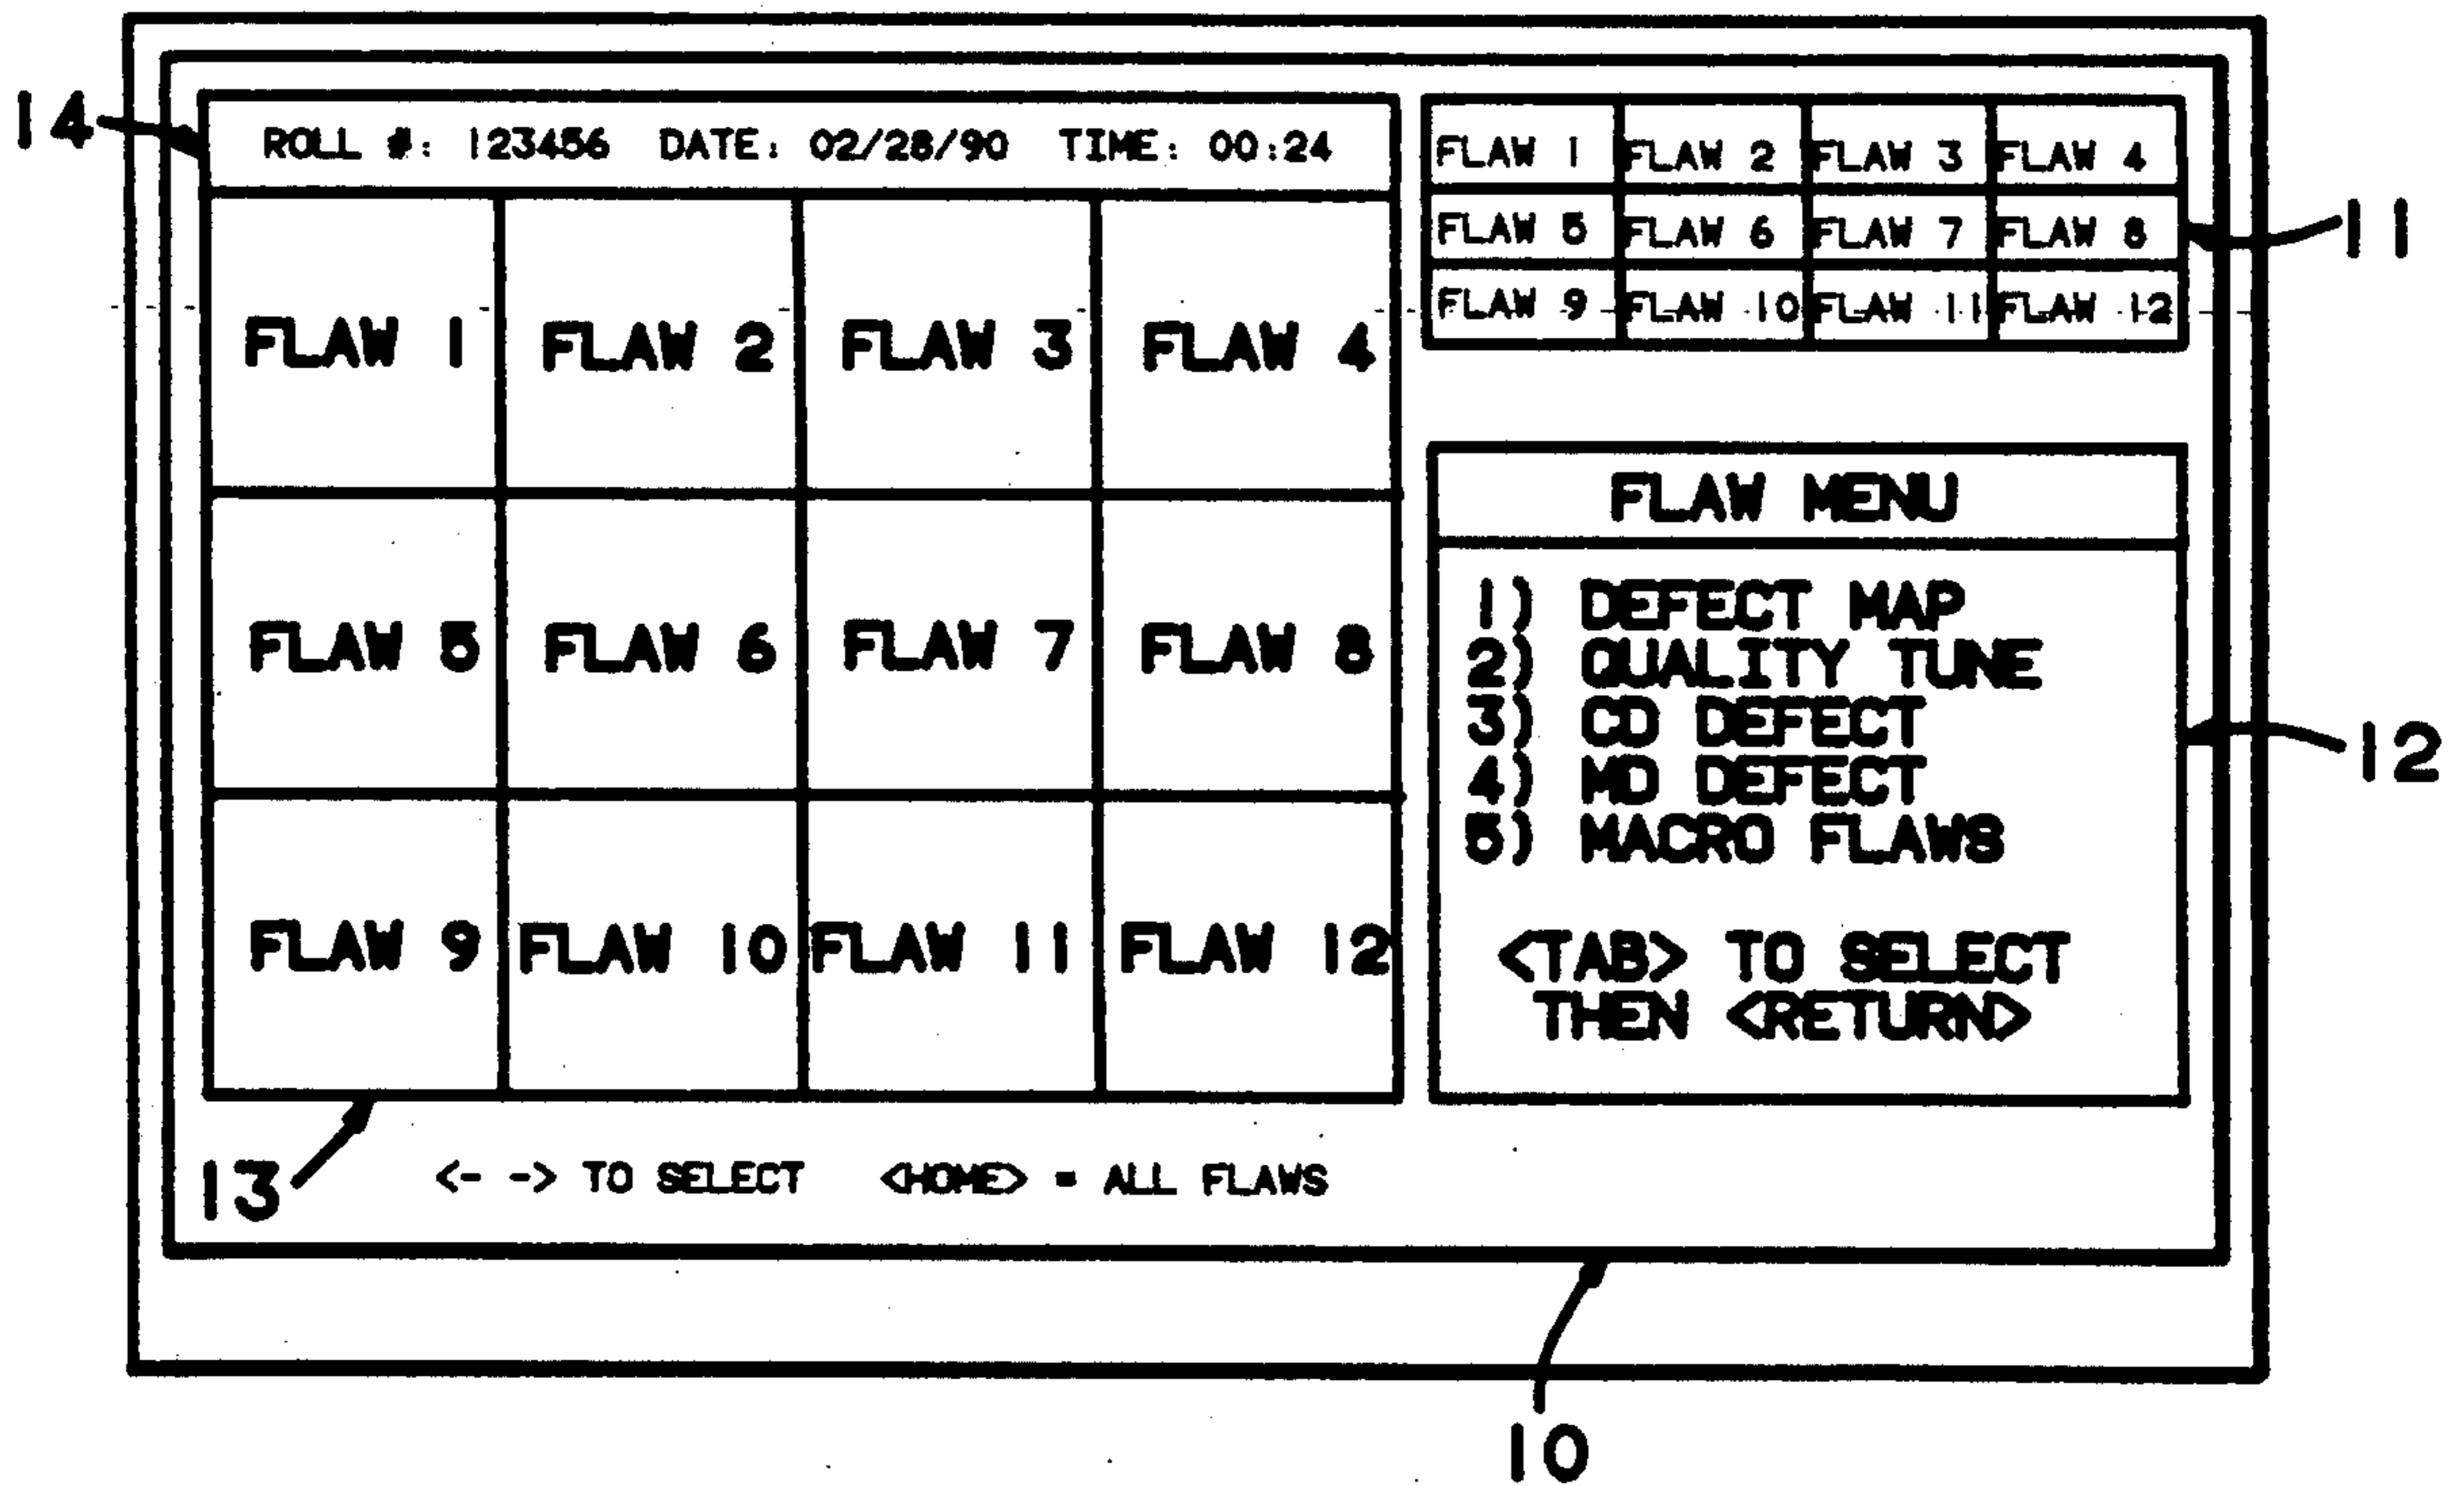 14
ROLL #: 123456 DATE: 02/28/90 TIME: 00:24
FLAW 1 FLAW 2 FLAW 3 FLAW 4
FLAW 5 FLAW 6 FLAW 7 FLAW 8
FLAW 9 FLAW 10 FLAW 11 FLAW 12
13
<- -> TO SELECT <HOME> = ALL FLAWS
FLAW 1 FLAW 2 FLAW 3 FLAW 4
FLAW 5 FLAW 6 FLAW 7 FLAW 8
FLAW 9 FLAW 10 FLAW 11 FLAW 12
11
FLAW MENU
1) DEFECT MAP
2) QUALITY TUNE
3) CD DEFECT
4) MD DEFECT
5) MACRO FLAWS
<TAB> TO SELECT
THEN <RETURN>
12
10